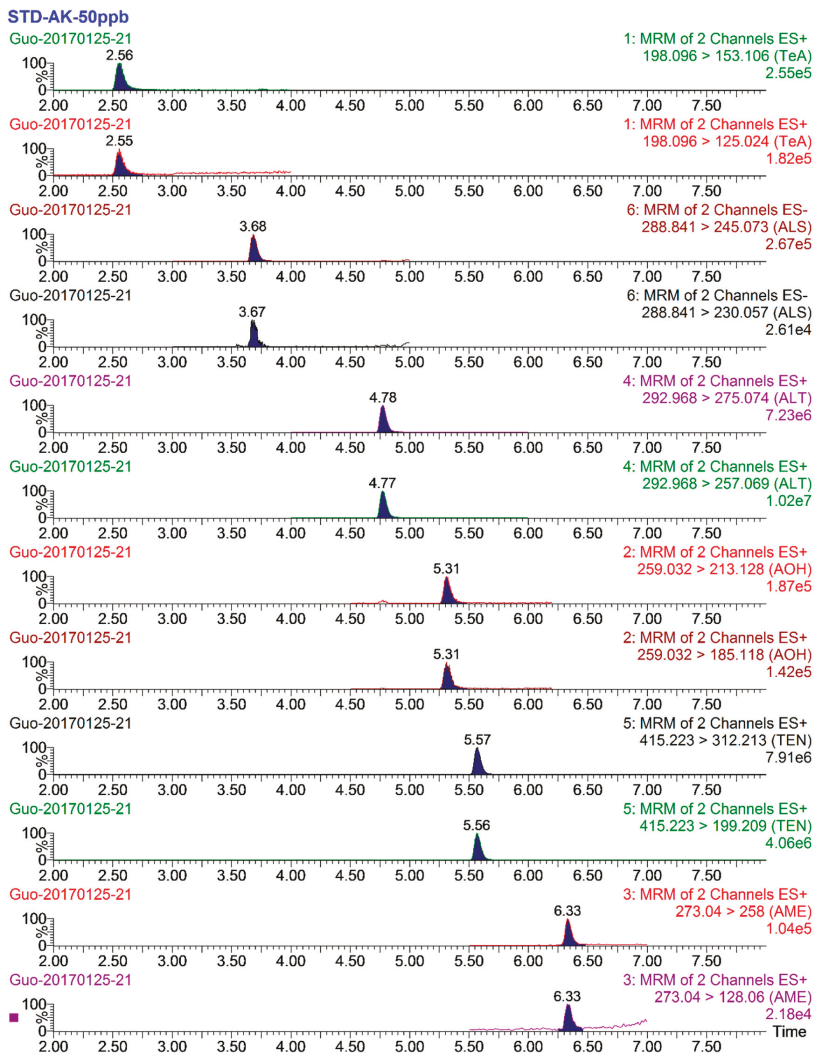 STD-AK-50ppb
Guo-20170125-21
1: MRM of 2 Channels ES+
198.096 > 153.106 (TeA)
2.55e5
2.56
100
%
2.00 2.50 3.00 3.50 4.00 4.50 5.00 5.50 6.00 6.50 7.00 7.50
Guo-20170125-21
1: MRM of 2 Channels ES+
198.096 > 125.024 (TeA)
1.82e5
2.55
100
%
2.00 2.50 3.00 3.50 4.00 4.50 5.00 5.50 6.00 6.50 7.00 7.50
Guo-20170125-21
6: MRM of 2 Channels ES-
288.841 > 245.073 (ALS)
2.67e5
3.68
100
%
2.00 2.50 3.00 3.50 4.00 4.50 5.00 5.50 6.00 6.50 7.00 7.50
Guo-20170125-21
6: MRM of 2 Channels ES-
288.841 > 230.057 (ALS)
2.61e4
3.67
100
%
2.00 2.50 3.00 3.50 4.00 4.50 5.00 5.50 6.00 6.50 7.00 7.50
Guo-20170125-21
4: MRM of 2 Channels ES+
292.968 > 275.074 (ALT)
7.23e6
4.78
100
%
2.00 2.50 3.00 3.50 4.00 4.50 5.00 5.50 6.00 6.50 7.00 7.50
Guo-20170125-21
4: MRM of 2 Channels ES+
292.968 > 257.069 (ALT)
1.02e7
4.77
100
%
2.00 2.50 3.00 3.50 4.00 4.50 5.00 5.50 6.00 6.50 7.00 7.50
Guo-20170125-21
2: MRM of 2 Channels ES+
259.032 > 213.128 (AOH)
1.87e5
5.31
100
%
0
2.00 2.50 3.00 3.50 4.00 4.50 5.00 5.50 6.00 6.50 7.00 7.50
Guo-20170125-21
2: MRM of 2 Channels ES+
259.032 > 185.118 (AOH)
1.42e5
5.31
100
%
0
2.00 2.50 3.00 3.50 4.00 4.50 5.00 5.50 6.00 6.50 7.00 7.50
Guo-20170125-21
5: MRM of 2 Channels ES+
415.223 > 312.213 (TEN)
7.91e6
5.57
100
%
0
2.00 2.50 3.00 3.50 4.00 4.50 5.00 5.50 6.00 6.50 7.00 7.50
Guo-20170125-21
5: MRM of 2 Channels ES+
415.223 > 199.209 (TEN)
4.06e6
5.56
100
%
0
2.00 2.50 3.00 3.50 4.00 4.50 5.00 5.50 6.00 6.50 7.00 7.50
Guo-20170125-21
3: MRM of 2 Channels ES+
273.04 > 258 (AME)
1.04e5
6.33
100
%
0
2.00 2.50 3.00 3.50 4.00 4.50 5.00 5.50 6.00 6.50 7.00 7.50
Guo-20170125-21
3: MRM of 2 Channels ES+
273.04 > 128.06 (AME)
2.18e4
6.33
100
%
0
Time
2.00 2.50 3.00 3.50 4.00 4.50 5.00 5.50 6.00 6.50 7.00 7.50